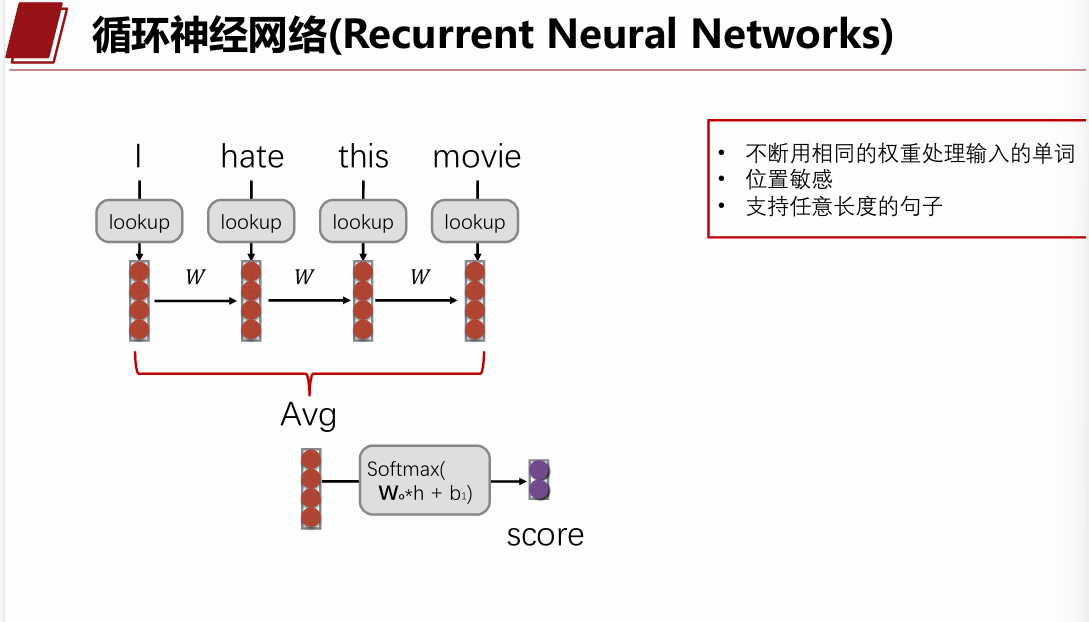 循环神经网络(Recurrent Neural Networks)
I hate this movie
lookup lookup lookup lookup
W W W
• 不断用相同的权重处理输入的单词
• 位置敏感
• 支持任意长度的句子
Avg
Softmax(
Wₒ*h + b₁)
score